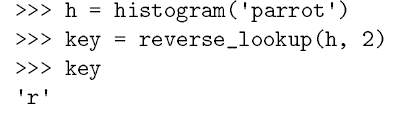 >>> h = histogram('parrot')
>>> key = reverse_lookup(h, 2)
>>> key
'r'